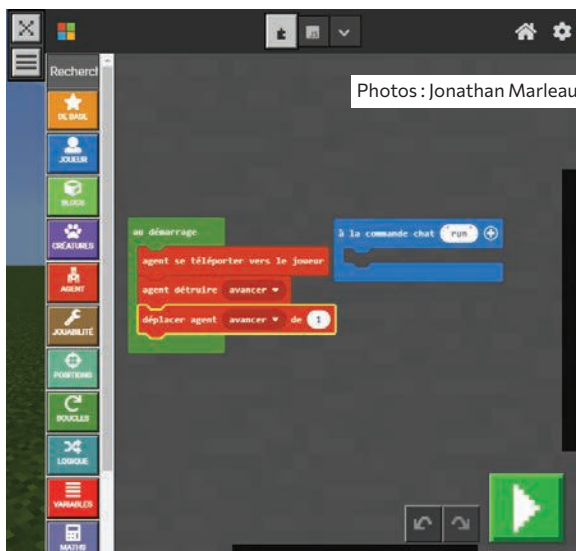 Rechercl
Photos : Jonathan Marleau
DE BASE
JOUEUR
BLOCS
CRÉATURES
AGENT
JOUABILITÉ
POSITIONS
BOUCLES
LOGIQUE
VARIABLES
MATHS
au démarrage
agent se téléporter vers le joueur
agent détruire avancer
déplacer agent avancer de 1
à la commande chat "run"